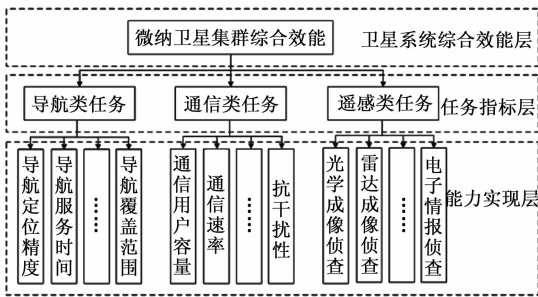 微纳卫星集群综合效能
卫星系统综合效能层
导航类任务
通信类任务
遥感类任务
任务指标层
导航定位精度
导航服务时间
……
导航覆盖范围
通信用户容量
通信速率
……
抗干扰性
光学成像侦查
雷达成像侦查
……
电子情报侦查
能力实现层